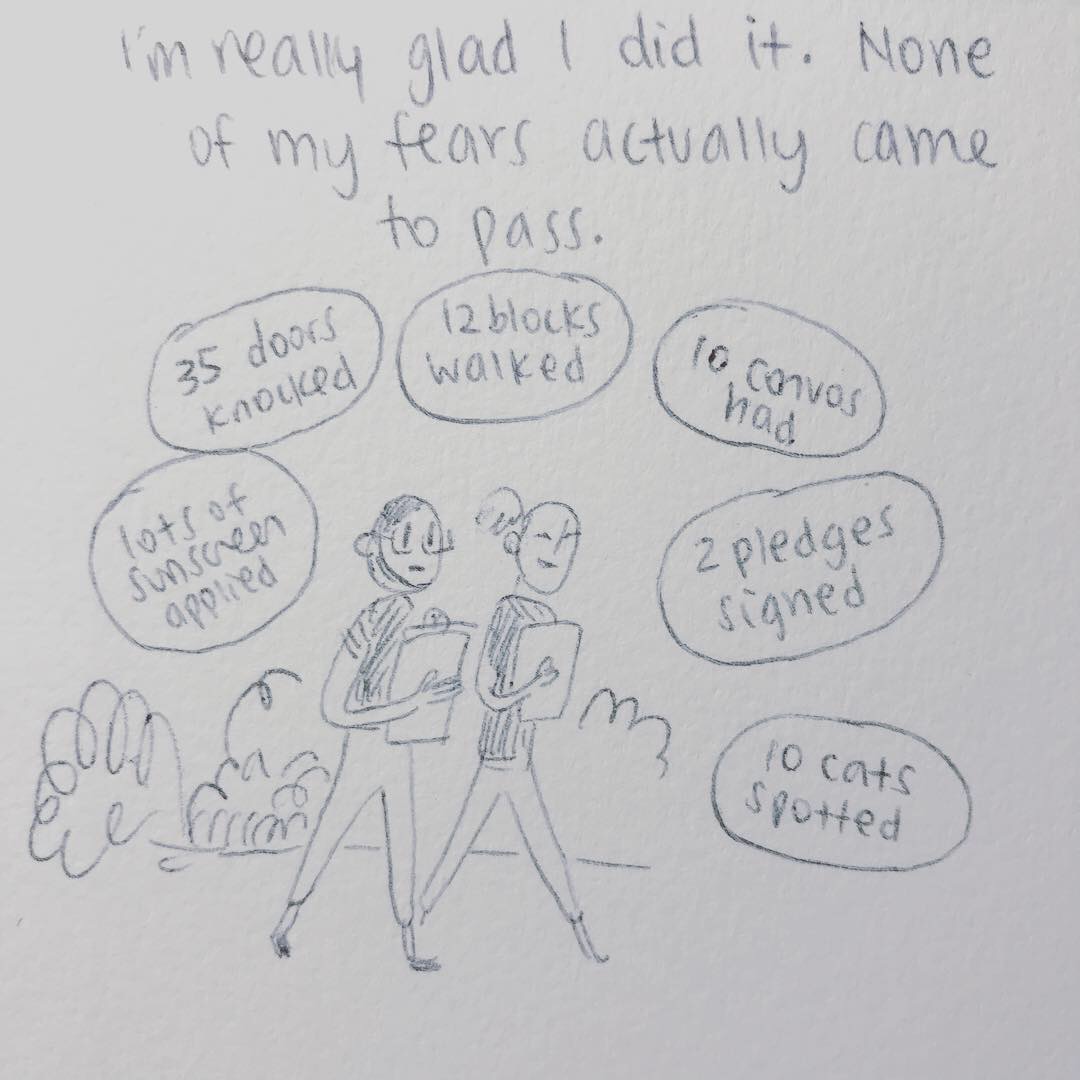 I'm really glad I did it. None
of my fears actually came
to pass.
35 doors
knocked
12 blocks
walked
10 convos
had
lots of
sunscreen
applied
2 pledges
signed
10 cats
spotted